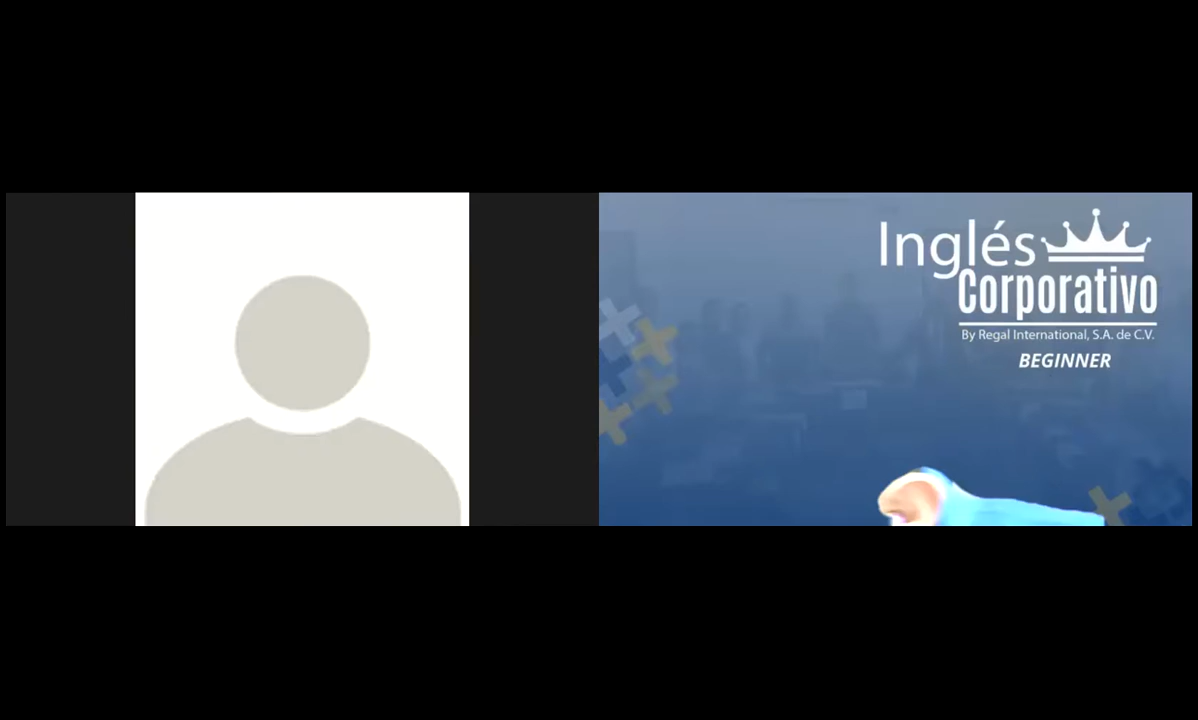 Inglés
Corporativo
By Regal International, S.A. de C.V.
BEGINNER